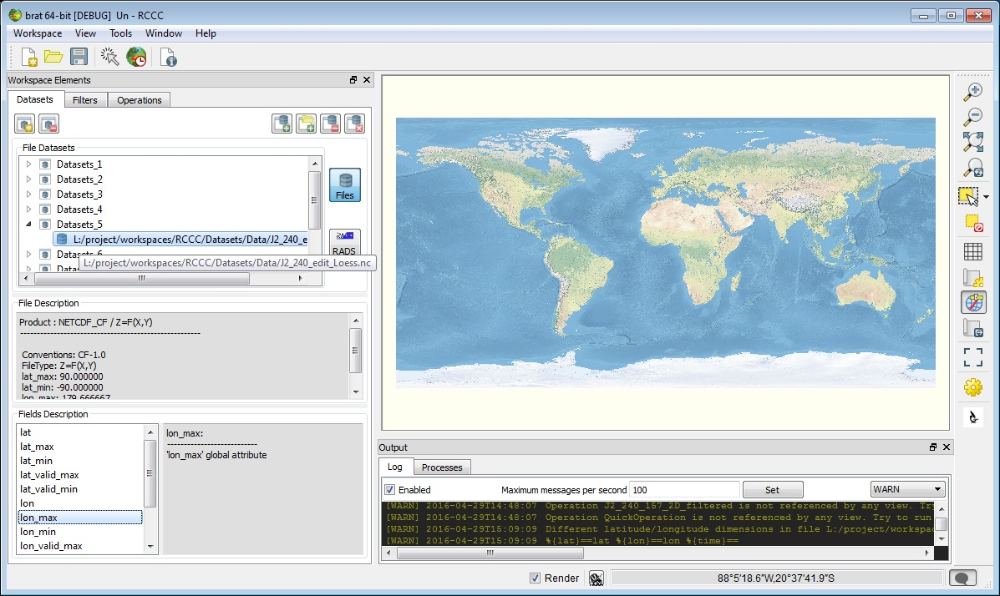 brat 64-bit [DEBUG]  Un - RCCC
Workspace View Tools Window Help
Workspace Elements
Datasets Filters Operations
File Datasets
Datasets_1
Datasets_2
Datasets_3
Datasets_4
Datasets_5
L:/project/workspaces/RCCC/Datasets/Data/J2_240_e
Datasets_6
L:/project/workspaces/RCCC/Datasets/Data/J2_240_edit_Loess.nc
Files
RADS
File Description
Product : NETCDF_CF / Z=F(X,Y)
------------------------------------------------------
Conventions: CF-1.0
FileType: Z=F(X,Y)
lat_max: 90.000000
lat_min: -90.000000
lon_max: 179.666667
Fields Description
lat
lat_max
lat_min
lat_valid_max
lat_valid_min
lon
lon_max
lon_min
lon_valid_max
lon_max:
---------------------------
'lon_max' global attribute
Output
Log Processes
Enabled Maximum messages per second 100 Set WARN
[WARN] 2016-04-29T14:48:07 Operation J2_240_157_2D_filtered is not referenced by any view. Try
[WARN] 2016-04-29T14:48:07 Operation QuickOperation is not referenced by any view. Try to run
[WARN] 2016-04-29T15:09:09 Different latitude/longitude dimensions in file L:/project/workspac
[WARN] 2016-04-29T15:09:09 %{lat}==lat %{lon}==lon %{time}==
Render 88°5'18.6"W,20°37'41.9"S